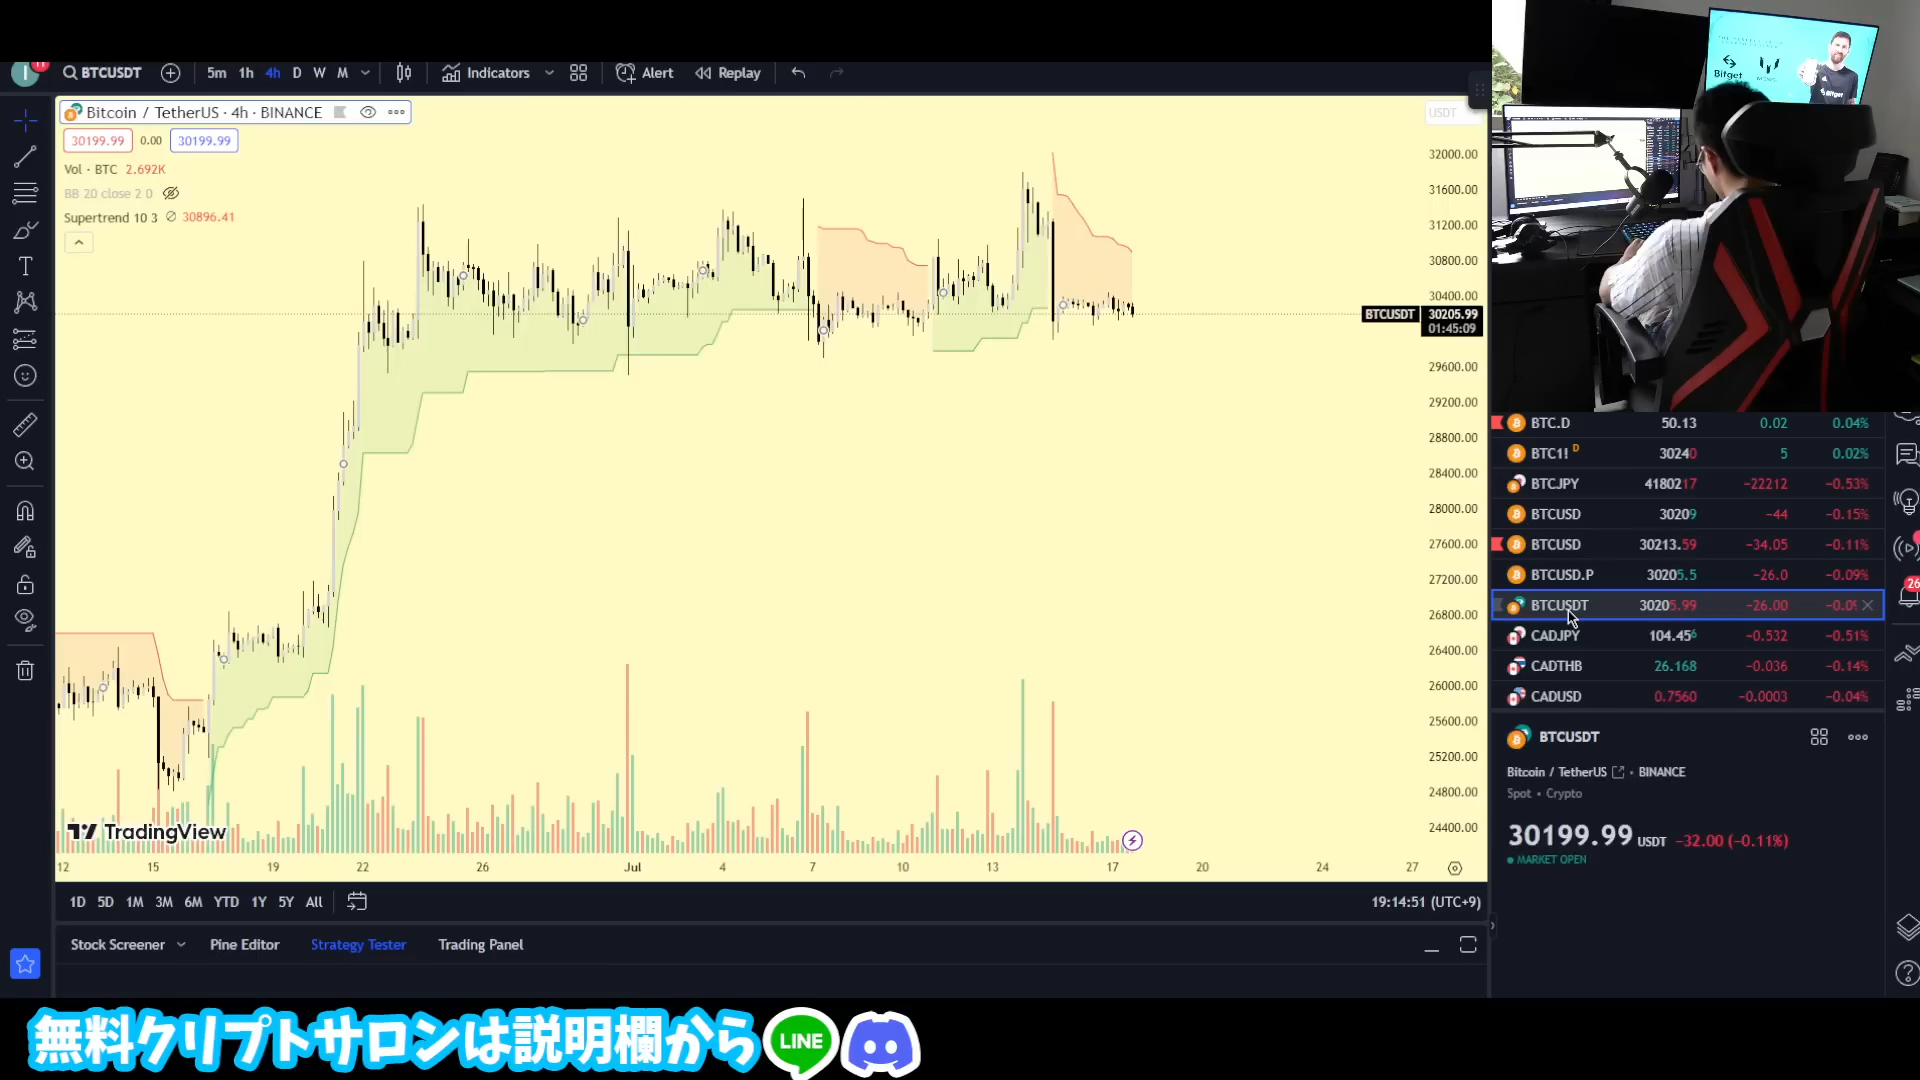 BTCUSDT 5m 1h 4h D W M Indicators Alert Replay
Bitcoin / TetherUS · 4h · BINANCE
USDT
30199.99 0.00 30199.99
Vol · BTC 2.692K
BB 20 close 2 0
Supertrend 10 3 ∅ 30896.41
32000.00
31600.00
31200.00
30800.00
30400.00
BTCUSDT 30205.99
01:45:09
29600.00
29200.00
28800.00
28400.00
28000.00
27600.00
27200.00
26800.00
26400.00
26000.00
25600.00
25200.00
24800.00
24400.00
TradingView
12 15 19 22 26 Jul 4 7 10 13 17 20 24 27
1D 5D 1M 3M 6M YTD 1Y 5Y All
19:14:51 (UTC+9)
Stock Screener Pine Editor Strategy Tester Trading Panel
Bitget
Bitget
BTC.D 50.13 0.02 0.04%
BTC1! D 30240 5 0.02%
BTCJPY 4180217 −22212 −0.53%
BTCUSD 30209 −44 −0.15%
BTCUSD 30213.59 −34.05 −0.11%
BTCUSD.P 30205.5 −26.0 −0.09%
BTCUSDT 30205.99 −26.00
CADJPY 104.456 −0.532 −0.51%
CADTHB 26.168 −0.036 −0.14%
CADUSD 0.7560 −0.0003 −0.04%
26
BTCUSDT
Bitcoin / TetherUS · BINANCE
Spot • Crypto
30199.99 USDT −32.00 (−0.11%)
MARKET OPEN
無料クリプトサロンは説明欄から LINE